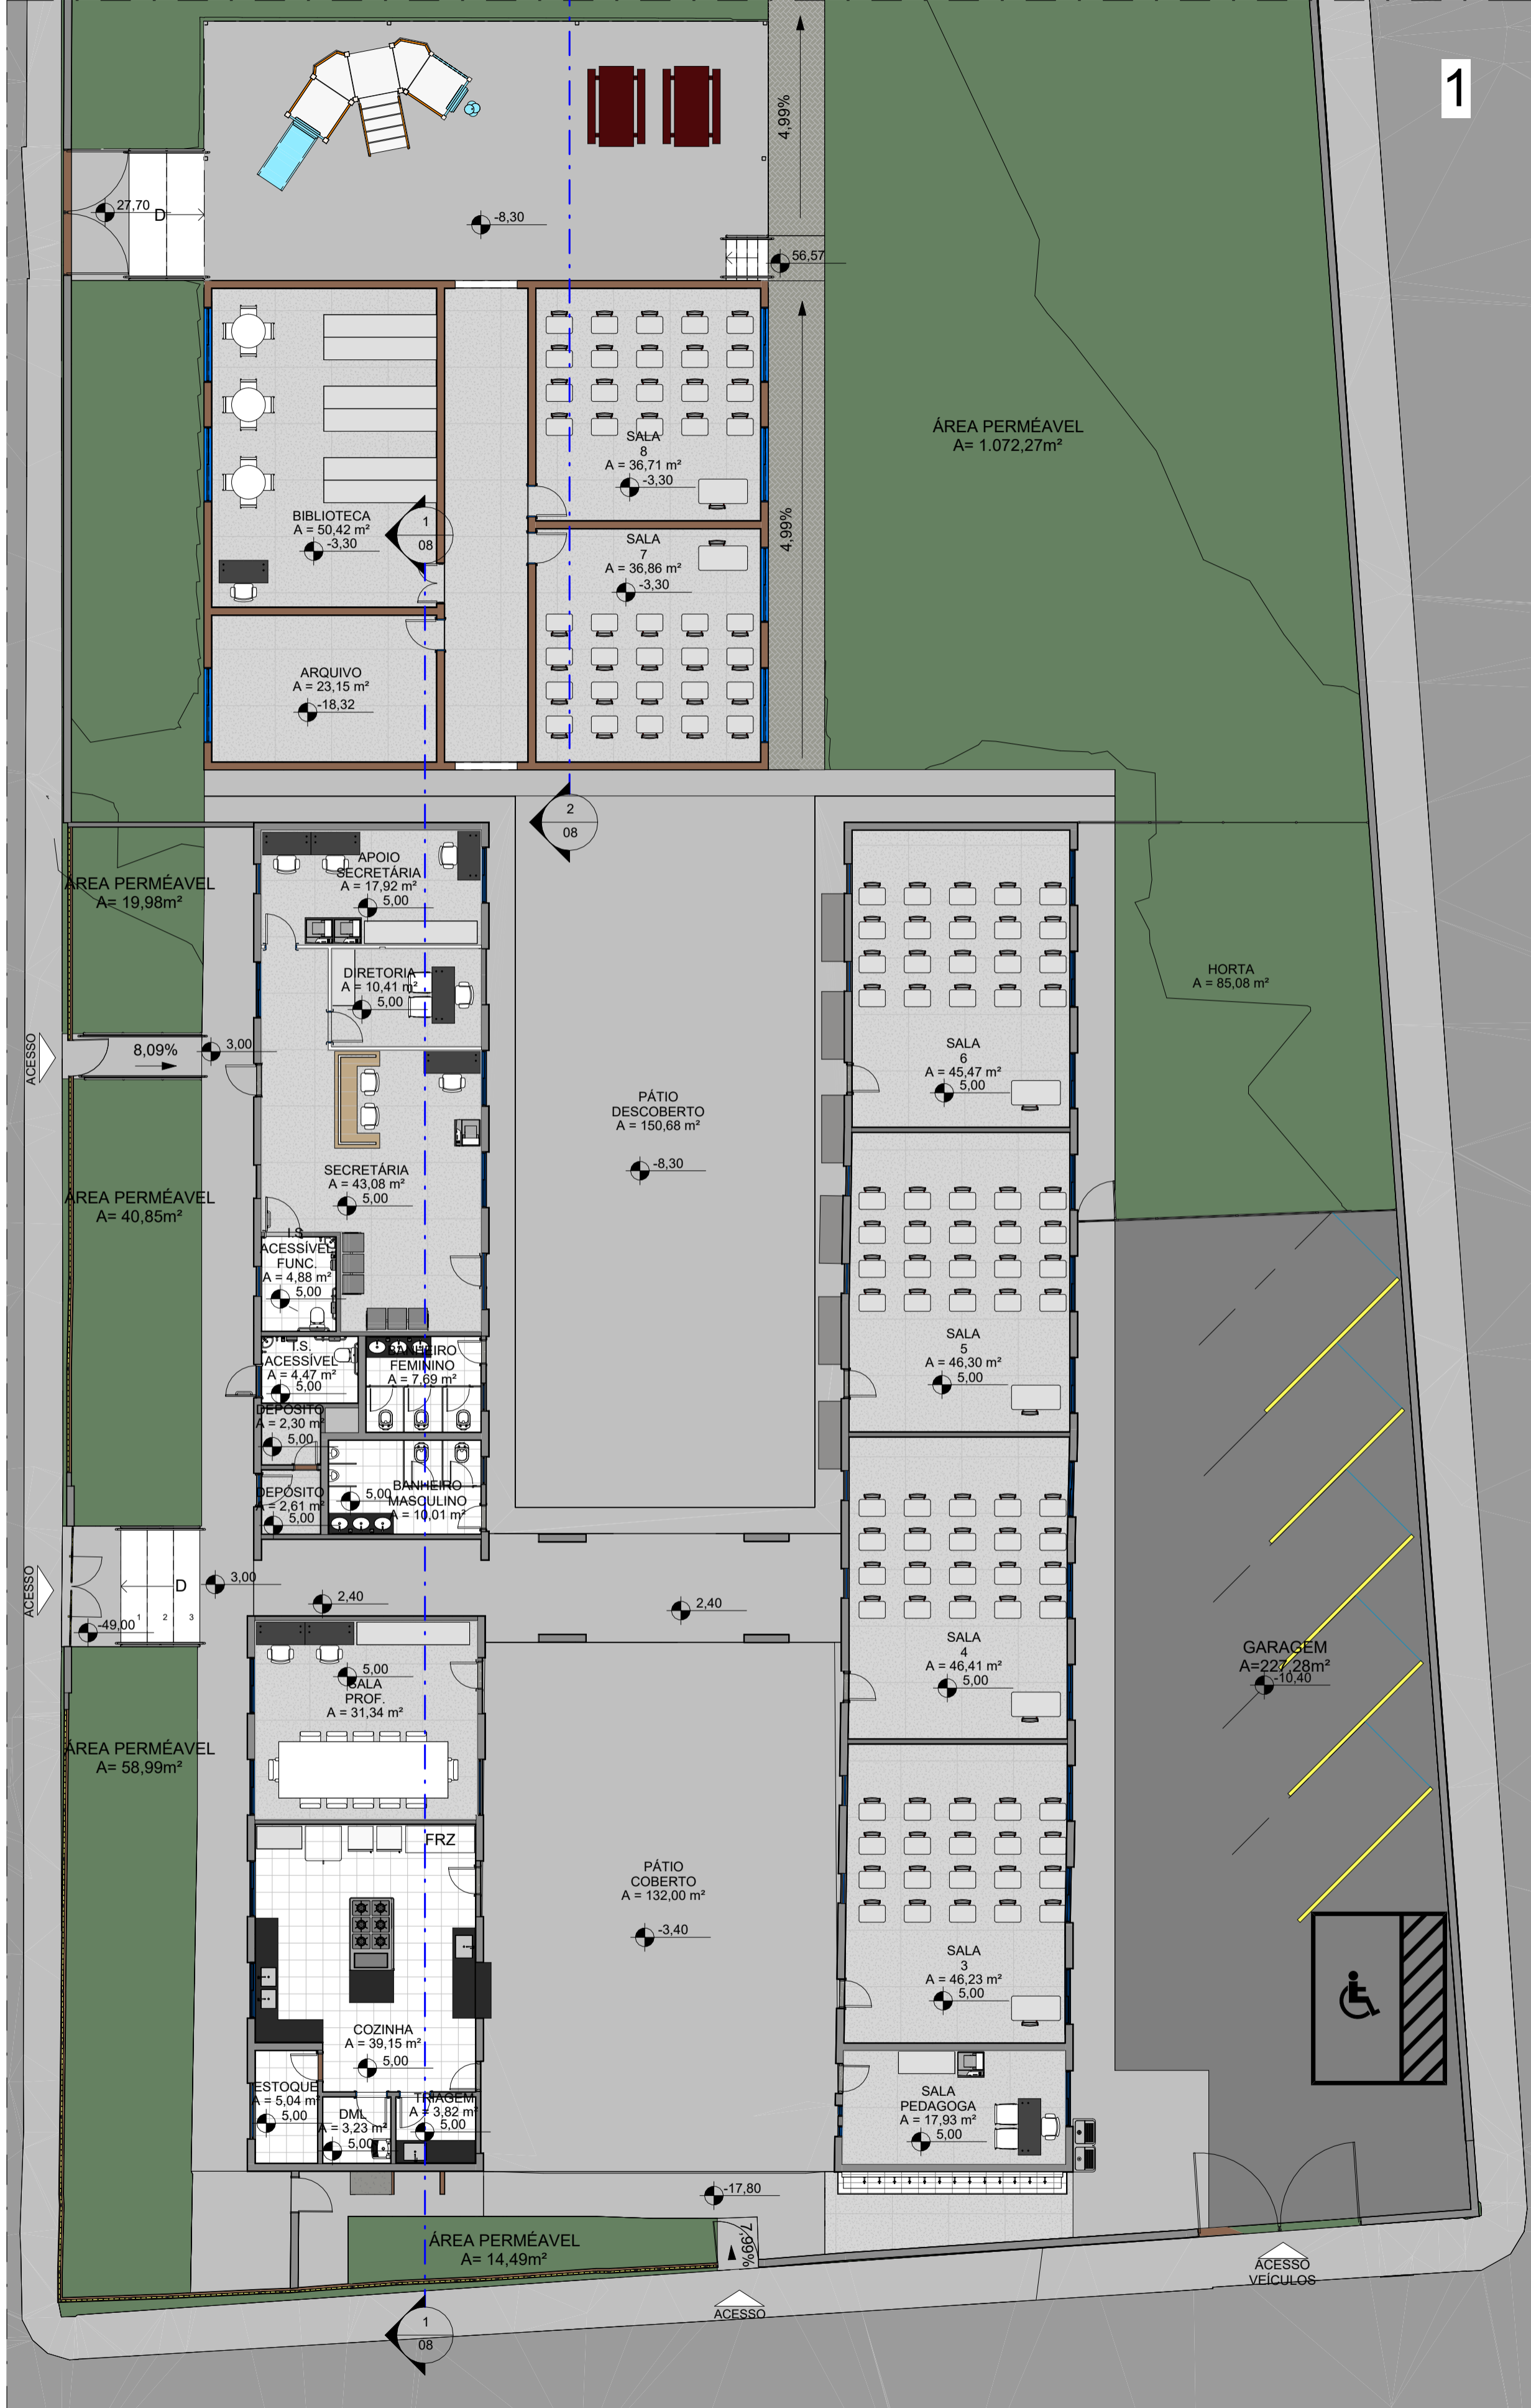 1
4,99%
27,70
D
-8,30
56,57
SALA
8
A = 36,71 m²
-3,30
ÁREA PERMÉAVEL
A= 1.072,27m²
BIBLIOTECA
A = 50,42 m²
-3,30
1
08
4,99%
SALA
7
A = 36,86 m²
-3,30
ARQUIVO
A = 23,15 m²
-18,32
2
08
APOIO
SECRETÁRIA
A = 17,92 m²
5,00
ÁREA PERMÉAVEL
A= 19,98m²
DIRETORIA
A = 10,41 m²
5,00
HORTA
A = 85,08 m²
ACESSO
8,09%
3,00
SALA
6
A = 45,47 m²
5,00
PÁTIO
DESCOBERTO
A = 150,68 m²
-8,30
SECRETÁRIA
A = 43,08 m²
5,00
ÁREA PERMÉAVEL
A= 40,85m²
I.S.
ACESSÍVEL
FUNC.
A = 4,88 m²
5,00
I.S.
ACESSÍVEL
A = 4,47 m²
5,00
BANHEIRO
FEMININO
A = 7,69 m²
SALA
5
A = 46,30 m²
5,00
DEPÓSITO
A = 2,30 m²
5,00
DEPÓSITO
A = 2,61 m²
5,00
5,00
BANHEIRO
MASCULINO
A = 10,01 m²
ACESSO
D
1 2 3
3,00
-49,00
2,40
2,40
SALA
4
A = 46,41 m²
5,00
GARAGEM
A=227,28m²
-10,40
5,00
SALA
PROF.
A = 31,34 m²
ÁREA PERMÉAVEL
A= 58,99m²
FRZ
PÁTIO
COBERTO
A = 132,00 m²
-3,40
SALA
3
A = 46,23 m²
5,00
COZINHA
A = 39,15 m²
5,00
ESTOQUE
A = 5,04 m²
5,00
DML
A = 3,23 m²
5,00
TRIAGEM
A = 3,82 m²
5,00
SALA
PEDAGOGA
A = 17,93 m²
5,00
-17,80
ÁREA PERMÉAVEL
A= 14,49m²
7,99%
ACESSO
ACESSO
VEÍCULOS
1
08